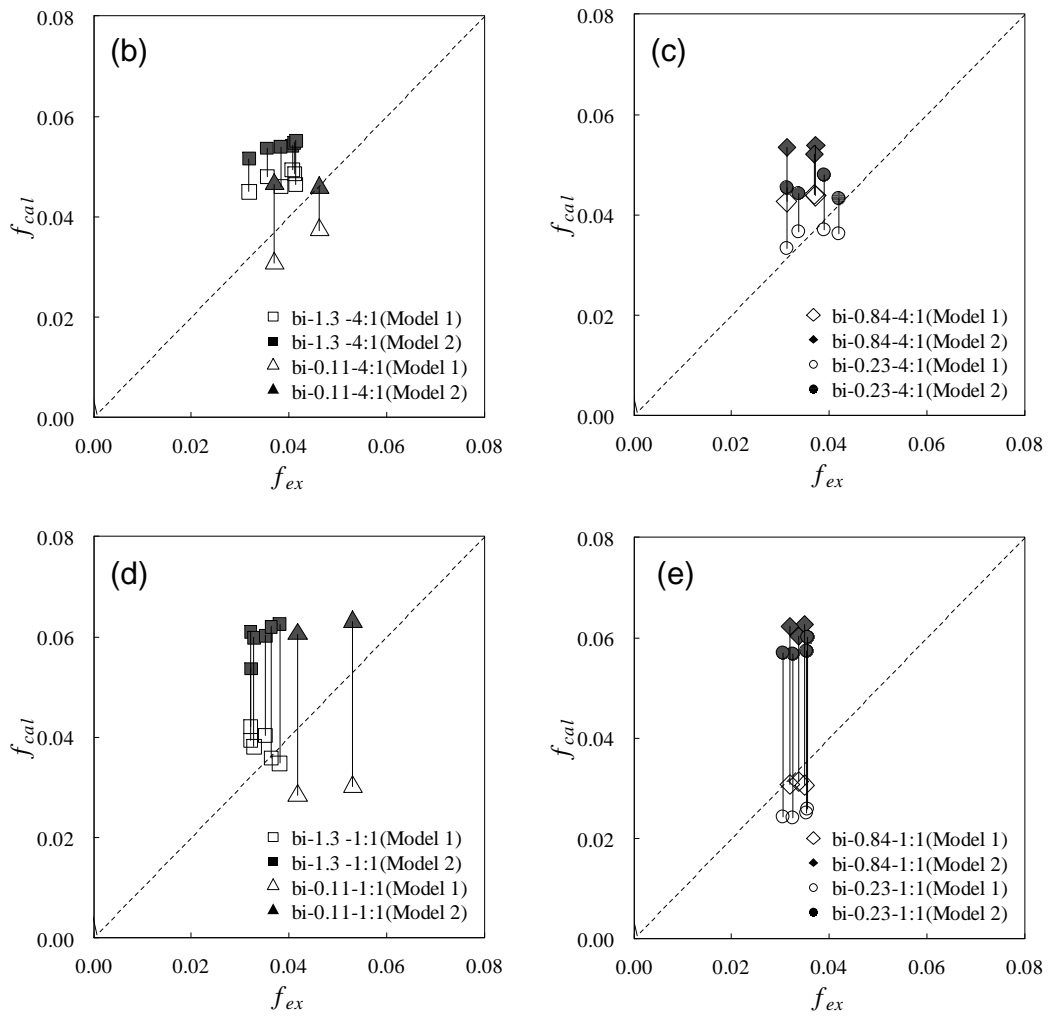 (b)
0.08
0.06
0.04
0.02
0.00
f_cal
0.00 0.02 0.04 0.06 0.08
f_ex
bi-1.3 -4:1(Model 1)
bi-1.3 -4:1(Model 2)
bi-0.11-4:1(Model 1)
bi-0.11-4:1(Model 2)
(c)
0.08
0.06
0.04
0.02
0.00
f_cal
0.00 0.02 0.04 0.06 0.08
f_ex
bi-0.84-4:1(Model 1)
bi-0.84-4:1(Model 2)
bi-0.23-4:1(Model 1)
bi-0.23-4:1(Model 2)
(d)
0.08
0.06
0.04
0.02
0.00
f_cal
0.00 0.02 0.04 0.06 0.08
f_ex
bi-1.3 -1:1(Model 1)
bi-1.3 -1:1(Model 2)
bi-0.11-1:1(Model 1)
bi-0.11-1:1(Model 2)
(e)
0.08
0.06
0.04
0.02
0.00
f_cal
0.00 0.02 0.04 0.06 0.08
f_ex
bi-0.84-1:1(Model 1)
bi-0.84-1:1(Model 2)
bi-0.23-1:1(Model 1)
bi-0.23-1:1(Model 2)